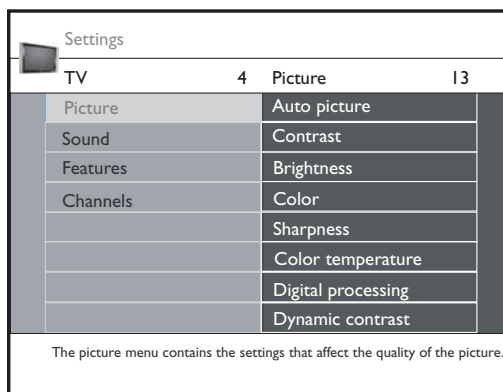 Settings
TV 4 Picture 13
Picture Auto picture
Sound Contrast
Features Brightness
Channels Color
Sharpness
Color temperature
Digital processing
Dynamic contrast
The picture menu contains the settings that affect the quality of the picture.